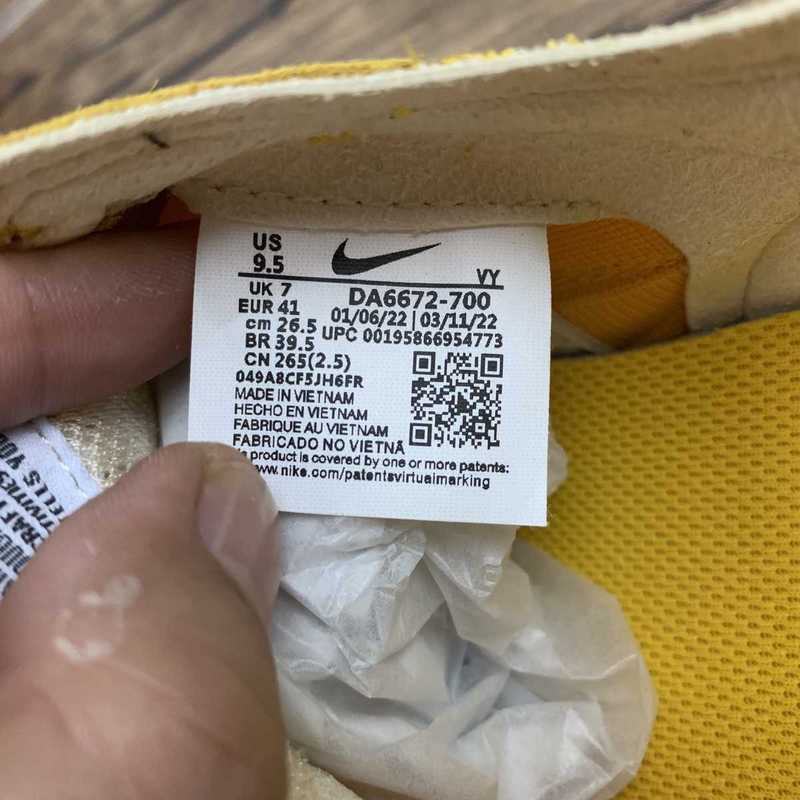 US
9.5
VY
UK 7
DA6672-700
EUR 41
01/06/22 | 03/11/22
cm 26.5
UPC 00195866954773
BR 39.5
CN 265(2.5)
049A8CF5JH6FR
MADE IN VIETNAM
HECHO EN VIETNAM
FABRIQUE AU VIETNAM
FABRICADO NO VIETNÃ
product is covered by one or more patents:
www.nike.com/patentsvirtualmarking